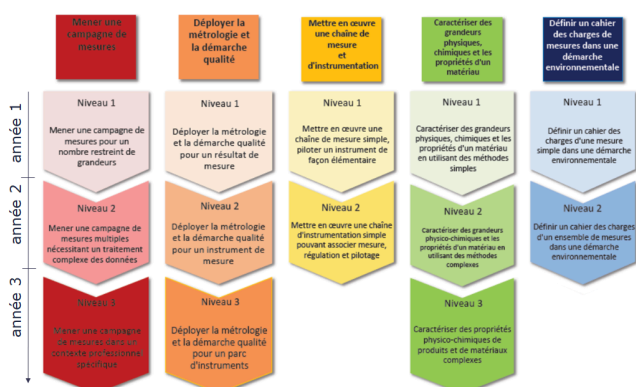 Mener une
campagne de
mesures
Déployer la
métrologie et
la démarche
qualité
Mettre en œuvre
une chaîne de
mesure
et
d'instrumentation
Caractériser des
grandeurs
physiques,
chimiques et les
propriétés d'un
matériau
Définir un cahier
des charges de
mesures dans une
démarche
environnementale
année 1
Niveau 1
Mener une campagne de
mesures pour un
nombre restreint de
grandeurs
Niveau 1
Déployer la métrologie
et la démarche qualité
pour un résultat de
mesure
Niveau 1
Mettre en œuvre une
chaîne de mesure simple,
piloter un instrument de
façon élémentaire
Niveau 1
Caractériser des grandeurs
physiques, chimiques et les
propriétés d'un matériau
en utilisant des méthodes
simples
Niveau 1
Définir un cahier des
charges d'une mesure
simple dans une démarche
environnementale
année 2
Niveau 2
Mener une campagne de
mesures multiples
nécessitant un traitement
complexe des données
Niveau 2
Déployer la métrologie
et la démarche qualité
pour un instrument de
mesure
Niveau 2
Mettre en œuvre une chaîne
d'instrumentation simple
pouvant associer mesure,
régulation et pilotage
Niveau 2
Caractériser des grandeurs
physico-chimiques et les
propriétés d'un matériau en
utilisant des méthodes
complexes
Niveau 2
Définir un cahier des charges
d'un ensemble de mesures
dans une démarche
environnementale
année 3
Niveau 3
Mener une campagne
de mesures dans un
contexte professionnel
spécifique
Niveau 3
Déployer la métrologie
et la démarche qualité
pour un parc
d'instruments
Niveau 3
Caractériser des propriétés
physico-chimiques de
produits et de matériaux
complexes